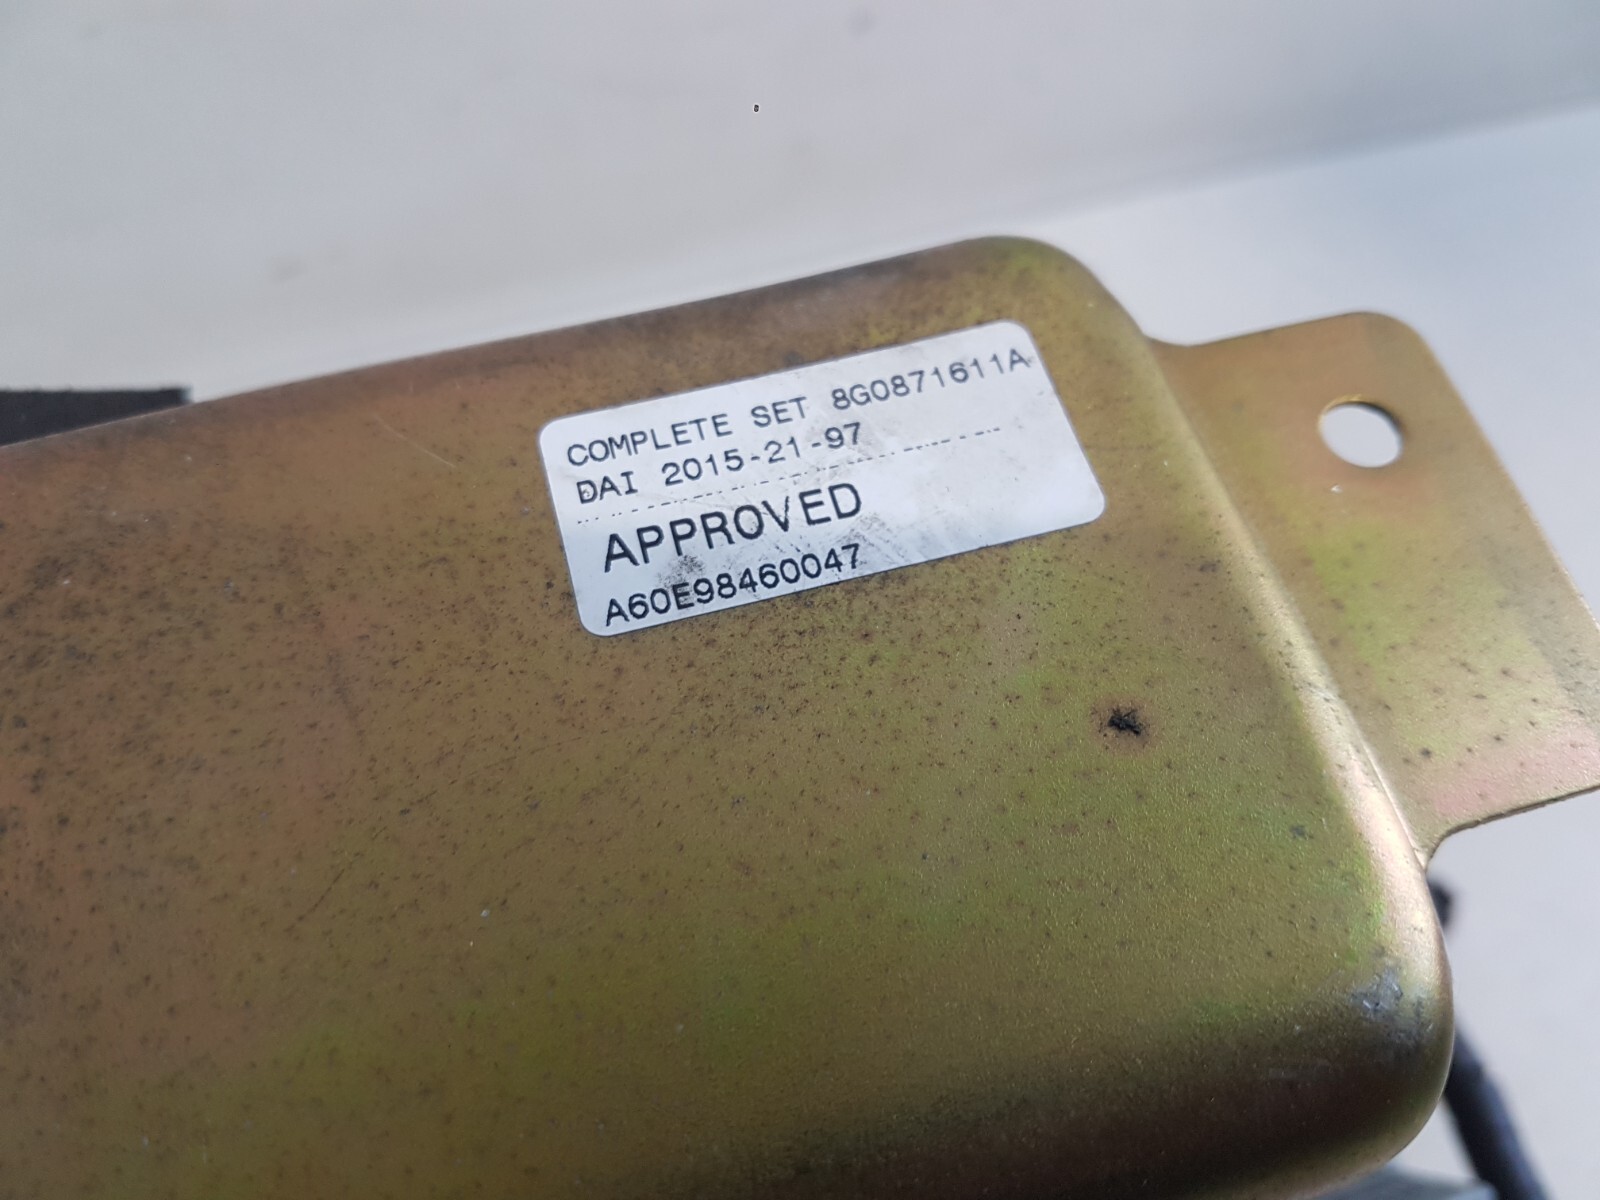 COMPLETE SET 8G0871611A
DAI 2015-21-97
APPROVED
A60E98460047